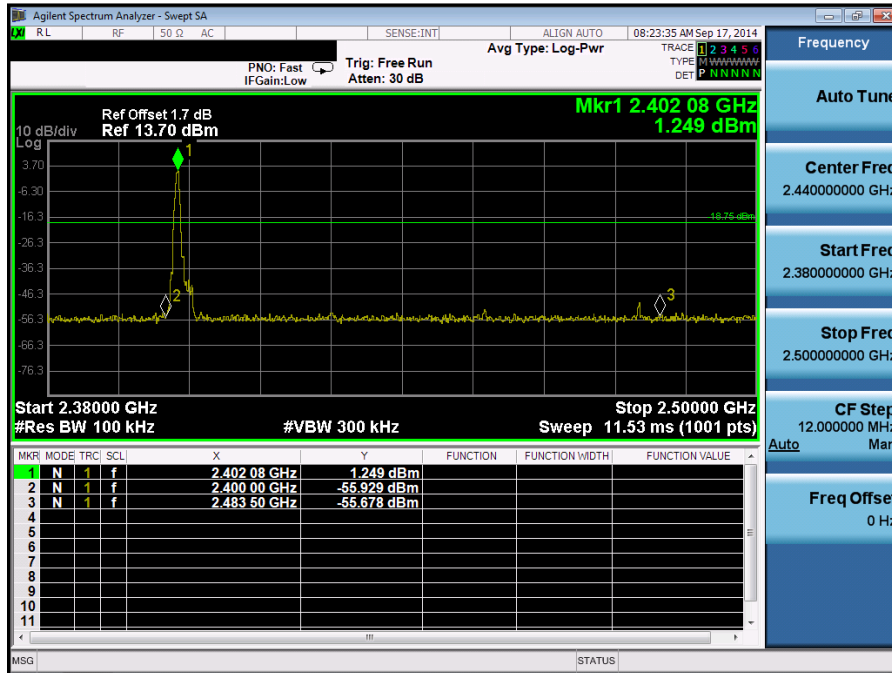 Agilent Spectrum Analyzer - Swept SA
LXI RL RF 50 Ω AC SENSE:INT ALIGN AUTO 08:23:35 AM Sep 17, 2014
Avg Type: Log-Pwr TRACE 1 2 3 4 5 6
PNO: Fast Trig: Free Run TYPE M WWWWW
IFGain:Low Atten: 30 dB DET P N N N N N
Mkr1 2.402 08 GHz
1.249 dBm
Ref Offset 1.7 dB
10 dB/div Ref 13.70 dBm
Log
1
3.70
-6.30
-16.3
-18.75 dBm
-26.3
-36.3
-46.3
2
3
-56.3
-66.3
-76.3
Start 2.38000 GHz Stop 2.50000 GHz
#Res BW 100 kHz #VBW 300 kHz Sweep 11.53 ms (1001 pts)
MKR MODE TRC SCL X Y FUNCTION FUNCTION WIDTH FUNCTION VALUE
1 N 1 f 2.402 08 GHz 1.249 dBm
2 N 1 f 2.400 00 GHz -55.929 dBm
3 N 1 f 2.483 50 GHz -55.678 dBm
4
5
6
7
8
9
10
11
MSG STATUS
Frequency
Auto Tune
Center Freq
2.440000000 GHz
Start Freq
2.380000000 GHz
Stop Freq
2.500000000 GHz
CF Step
12.000000 MHz
Auto Man
Freq Offset
0 Hz